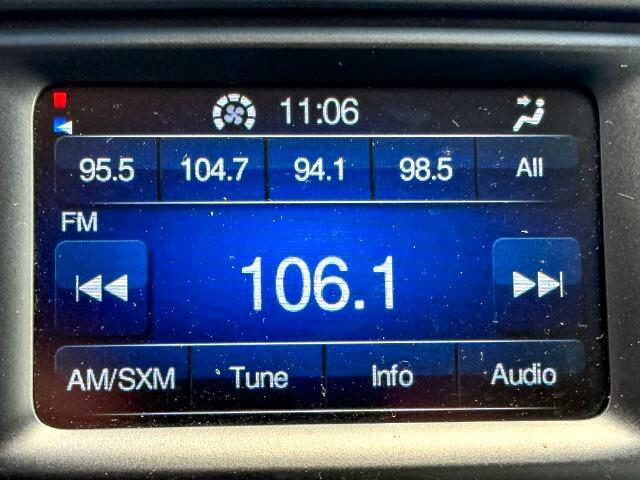 11:06
95.5 104.7 94.1 98.5 All
FM
106.1
AM/SXM Tune Info Audio